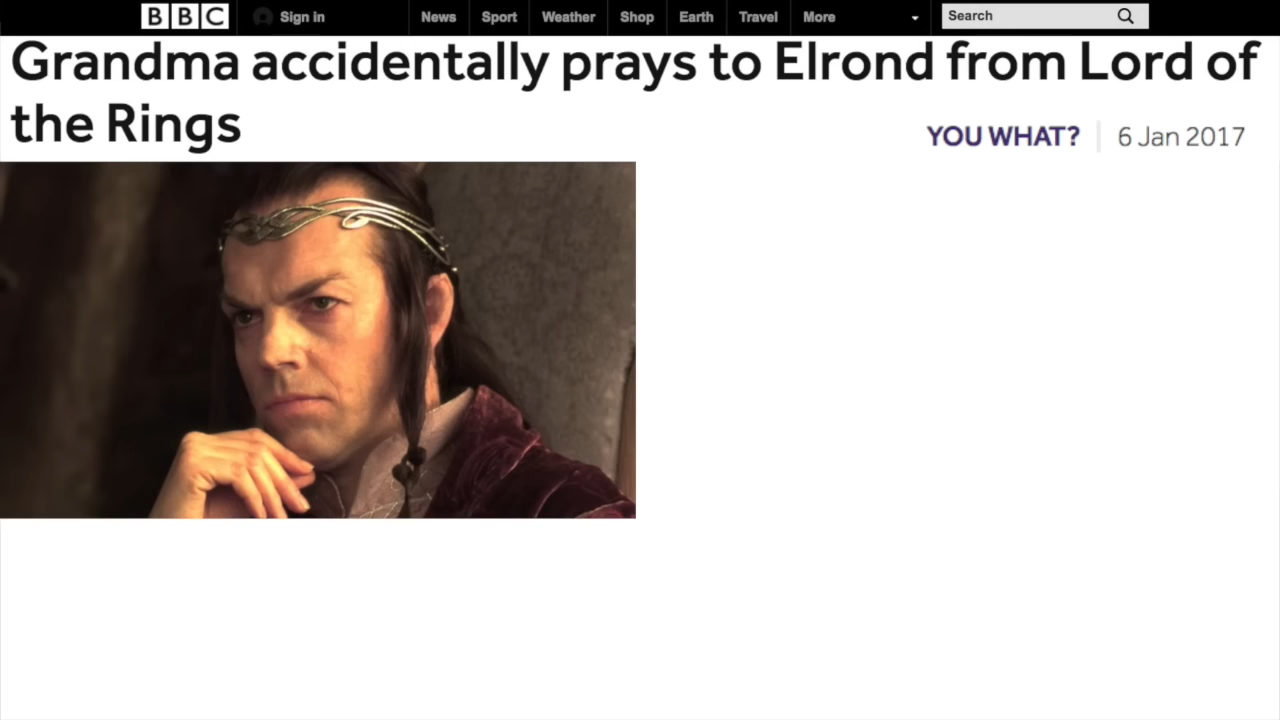 BBC Sign in News Sport Weather Shop Earth Travel More Search
Grandma accidentally prays to Elrond from Lord of
the Rings
YOU WHAT? 6 Jan 2017